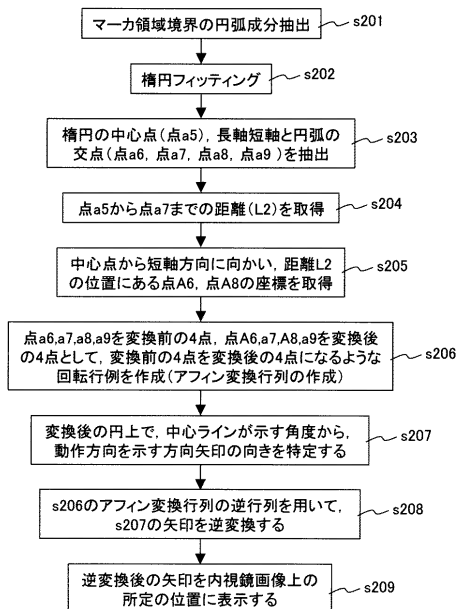 マーカ領域境界の円弧成分抽出
s201
楕円フィッティング
s202
楕円の中心点(点a5), 長軸短軸と円弧の
交点(点a6, 点a7, 点a8, 点a9 )を抽出
s203
点a5から点a7までの距離(L2)を取得
s204
中心点から短軸方向に向かい, 距離L2
の位置にある点A6, 点A8の座標を取得
s205
点a6,a7,a8,a9を変換前の4点, 点A6,a7,A8,a9を変換後
の4点として, 変換前の4点を変換後の4点になるような
回転行例を作成(アフィン変換行列の作成)
s206
変換後の円上で, 中心ラインが示す角度から,
動作方向を示す方向矢印の向きを特定する
s207
s206のアフィン変換行列の逆行列を用いて,
s207の矢印を逆変換する
s208
逆変換後の矢印を内視鏡画像上の
所定の位置に表示する
s209